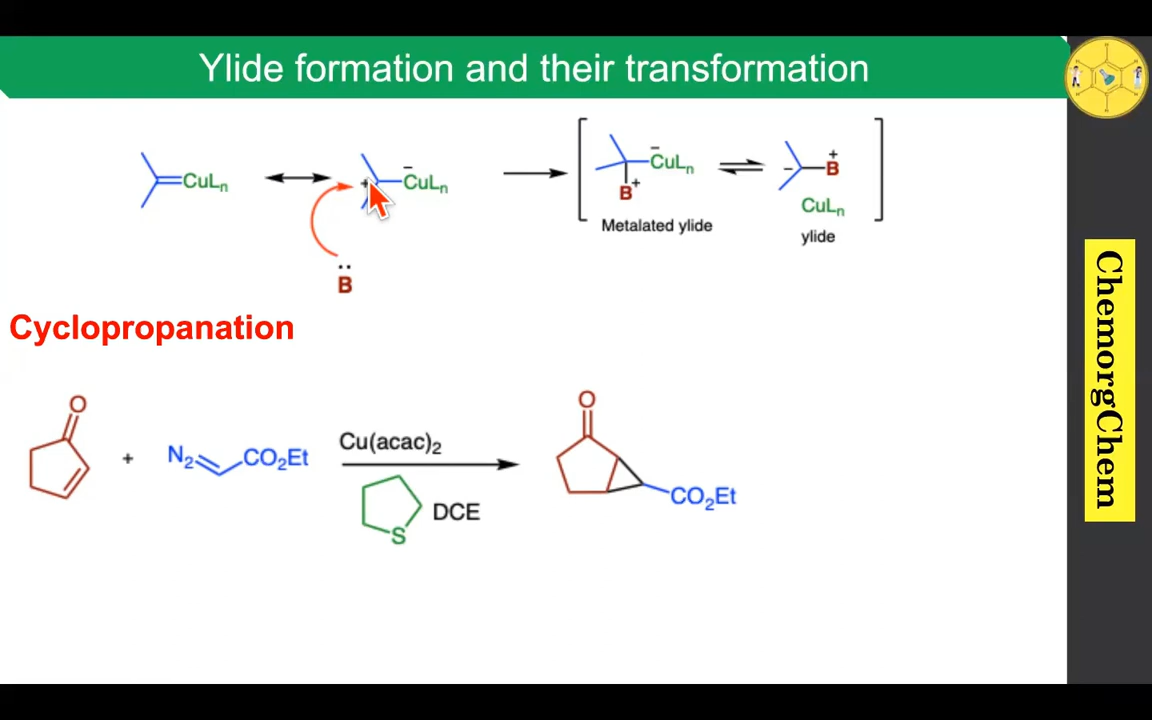 Ylide formation and their transformation
CuLn
+ − CuLn
− CuLn
B+
Metalated ylide
− + B
CuLn
ylide
B
Cyclopropanation
O
+
N2 CO2Et
Cu(acac)2
S
DCE
O
CO2Et
ChemorgChem